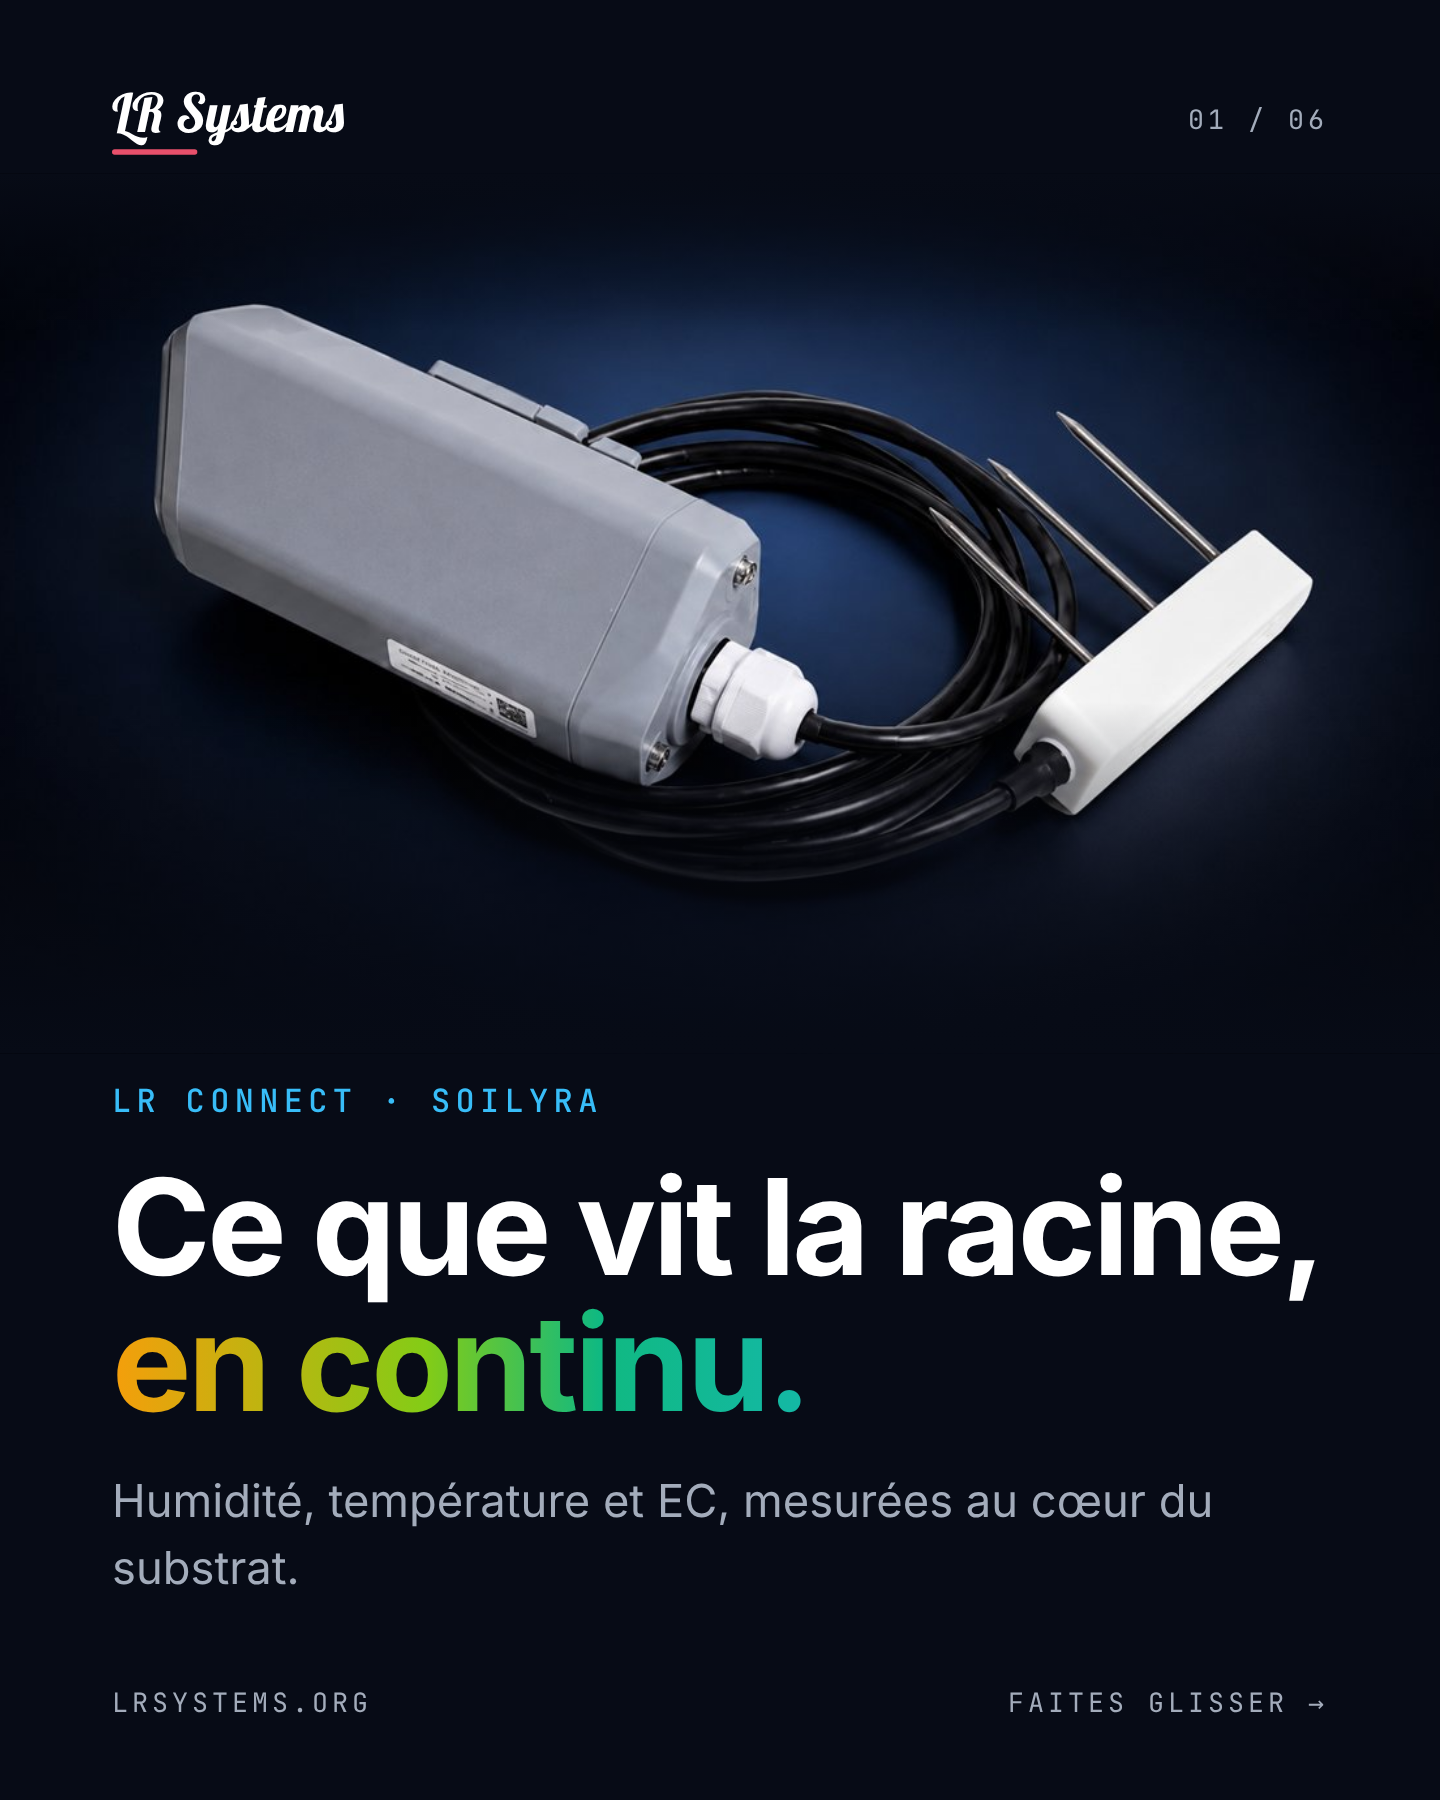 LR Systems
01 / 06
LR CONNECT · SOILYRA
Ce que vit la racine,
en continu.
Humidité, température et EC, mesurées au cœur du
substrat.
LRSYSTEMS.ORG
FAITES GLISSER →